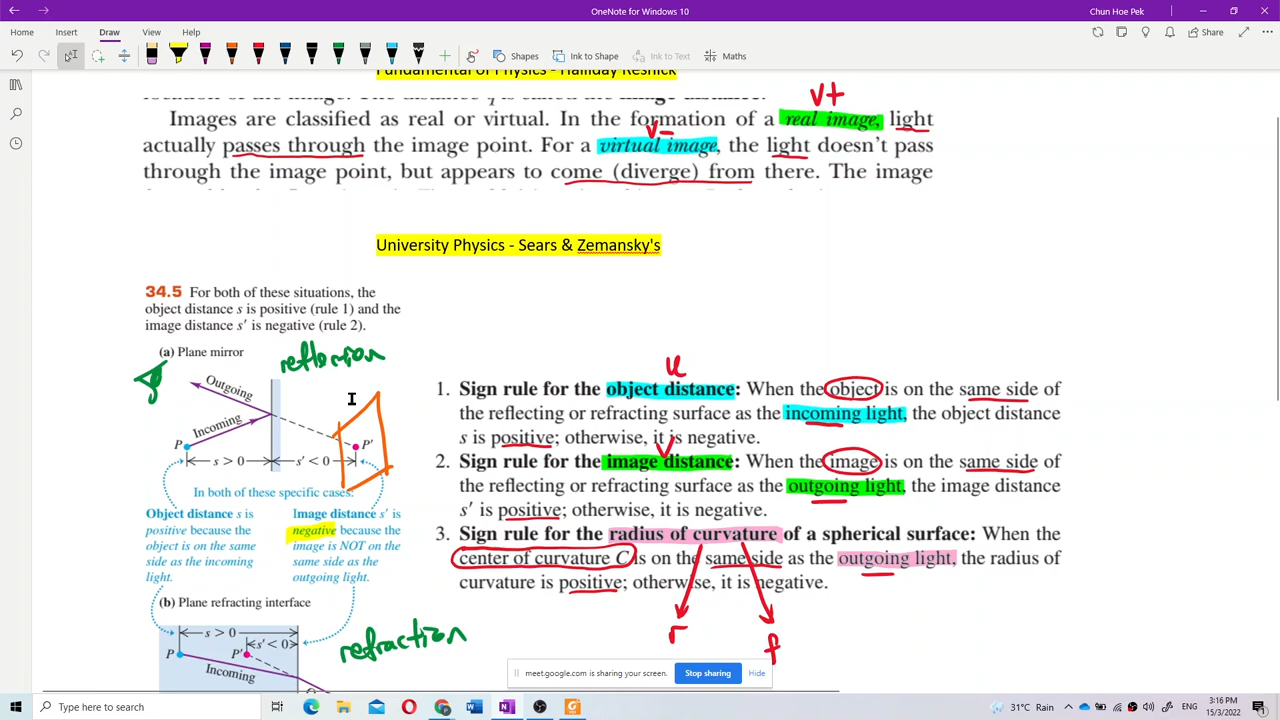 OneNote for Windows 10
Chun Hoe Pek
Home Insert Draw View Help
Share
Shapes Ink to Shape Ink to Text Maths
Fundamental of Physics - Halliday Resnick
V+
Images are classified as real or virtual. In the formation of a real image, light
V-
actually passes through the image point. For a virtual image, the light doesn't pass
through the image point, but appears to come (diverge) from there. The image
University Physics - Sears & Zemansky's
34.5 For both of these situations, the
object distance s is positive (rule 1) and the
image distance s′ is negative (rule 2).
(a) Plane mirror
reflection
Outgoing
Incoming
P
P′
s > 0
s′ < 0
In both of these specific cases:
Object distance s is
positive because the
object is on the same
side as the incoming
light.
Image distance s′ is
negative because the
image is NOT on the
same side as the
outgoing light.
(b) Plane refracting interface
refraction
s > 0
s′ < 0
P
P′
Incoming
u
1. Sign rule for the object distance: When the object is on the same side of
the reflecting or refracting surface as the incoming light, the object distance
s is positive; otherwise, it is negative.
V
2. Sign rule for the image distance: When the image is on the same side of
the reflecting or refracting surface as the outgoing light, the image distance
s′ is positive; otherwise, it is negative.
3. Sign rule for the radius of curvature of a spherical surface: When the
center of curvature C is on the same side as the outgoing light, the radius of
curvature is positive; otherwise, it is negative.
r
f
meet.google.com is sharing your screen. Stop sharing Hide
Type here to search
31°C Rain
3:16 PM
15/3/2022